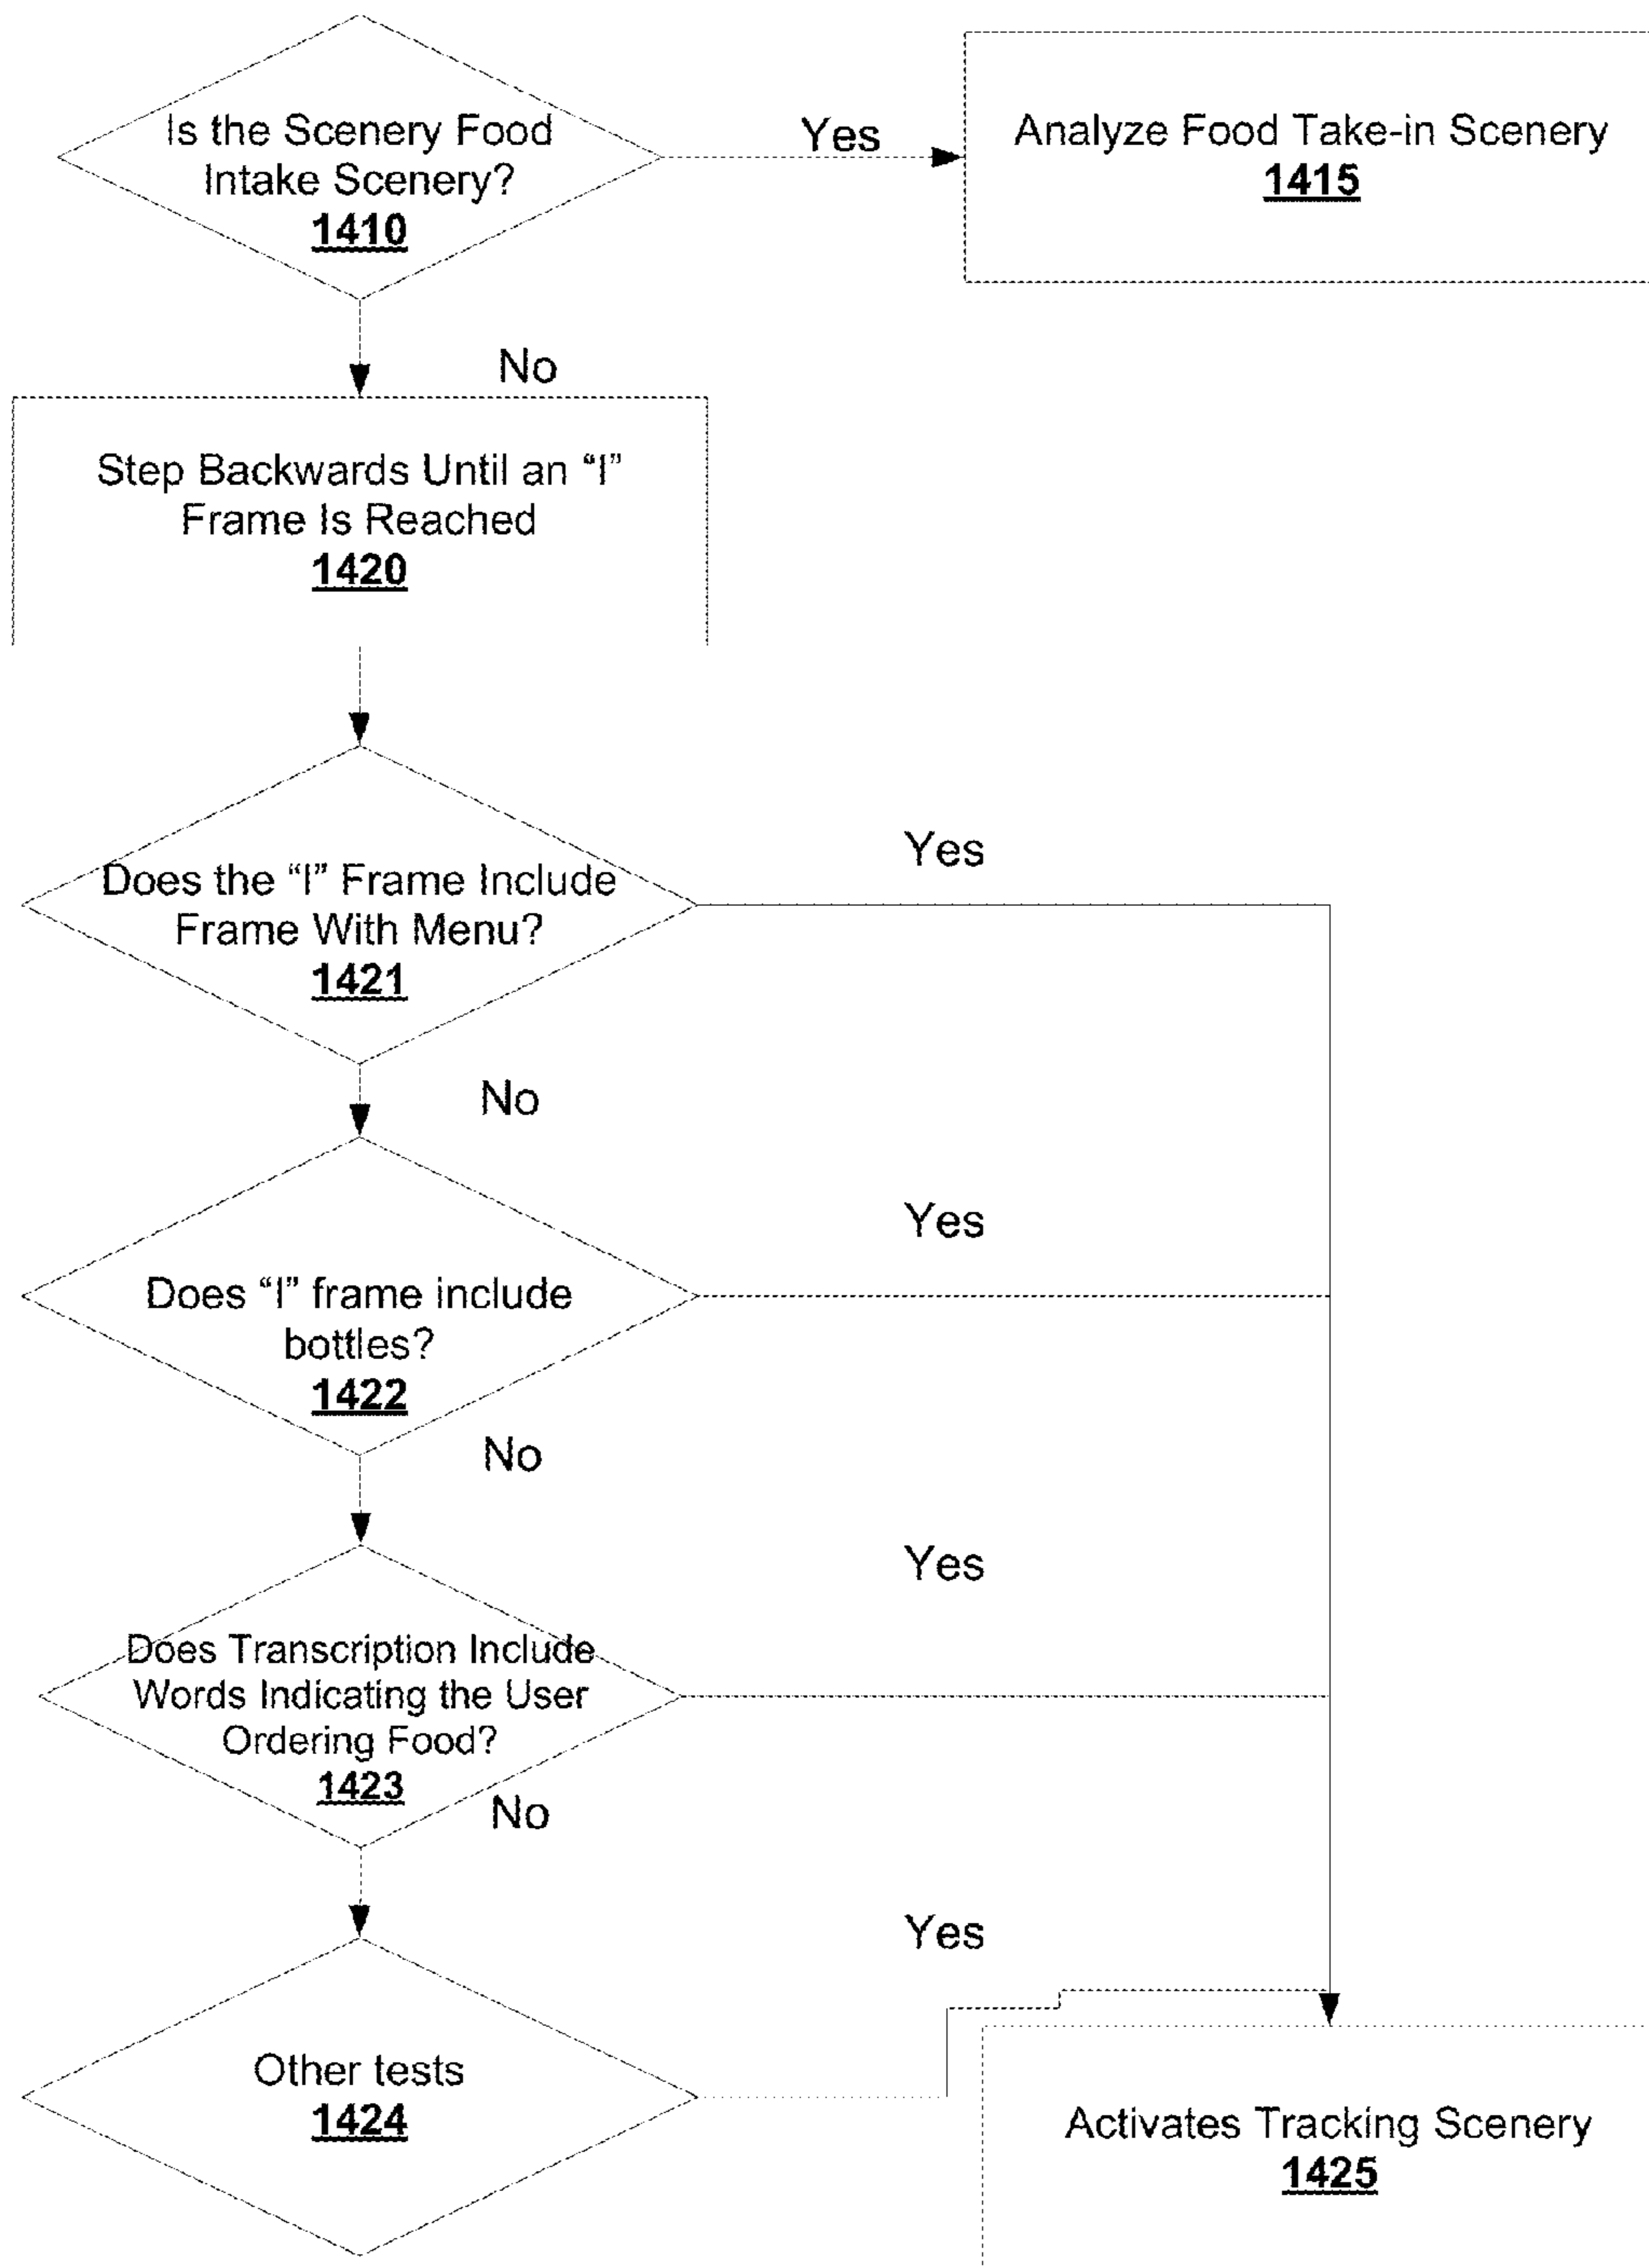 Is the Scenery Food
Intake Scenery?
1410
Yes
Analyze Food Take-in Scenery
1415
No
Step Backwards Until an “I”
Frame Is Reached
1420
Does the “I” Frame Include
Frame With Menu?
1421
Yes
No
Does “I” frame include
bottles?
1422
Yes
No
Does Transcription Include
Words Indicating the User
Ordering Food?
1423
Yes
No
Other tests
1424
Yes
Activates Tracking Scenery
1425